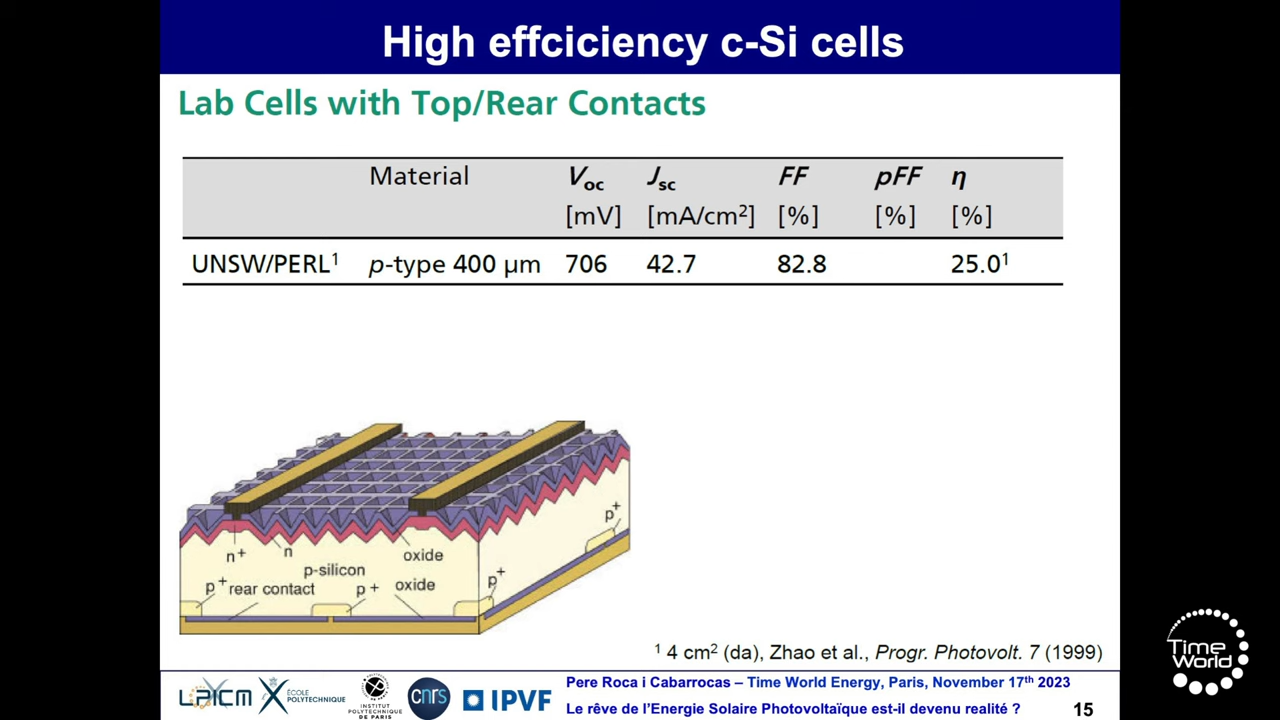 High effciciency c-Si cells
Lab Cells with Top/Rear Contacts
Material Voc Jsc FF pFF η
[mV] [mA/cm²] [%] [%] [%]
UNSW/PERL¹ p-type 400 µm 706 42.7 82.8 25.0¹
n+ n oxide
p-silicon
p+ rear contact p+ oxide p+ p+
¹ 4 cm² (da), Zhao et al., Progr. Photovolt. 7 (1999)
LPICM X ÉCOLE POLYTECHNIQUE
INSTITUT POLYTECHNIQUE DE PARIS
cnrs
IPVF
Pere Roca i Cabarrocas – Time World Energy, Paris, November 17th 2023
Le rêve de l’Energie Solaire Photovoltaïque est-il devenu realité ?
15
Time World